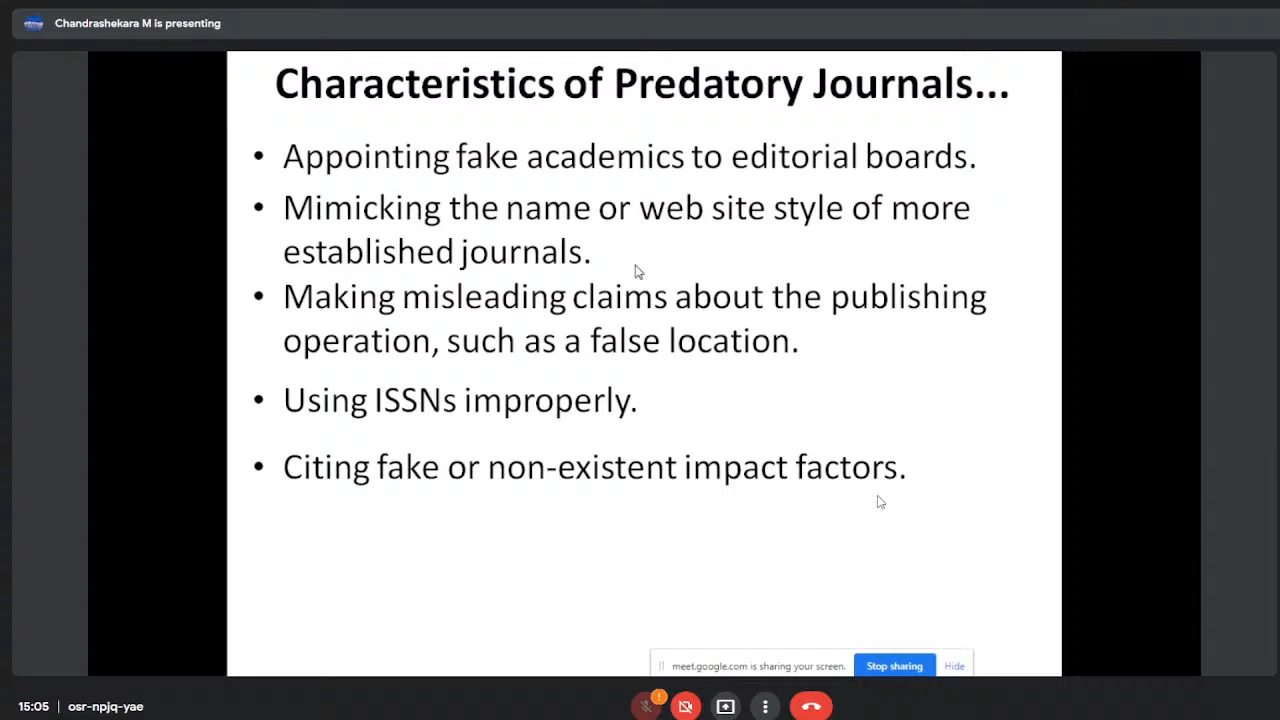 Chandrashekara M is presenting
Characteristics of Predatory Journals...
• Appointing fake academics to editorial boards.
• Mimicking the name or web site style of more
established journals.
• Making misleading claims about the publishing
operation, such as a false location.
• Using ISSNs improperly.
• Citing fake or non-existent impact factors.
meet.google.com is sharing your screen. Stop sharing Hide
15:05 | osr-npjq-yae